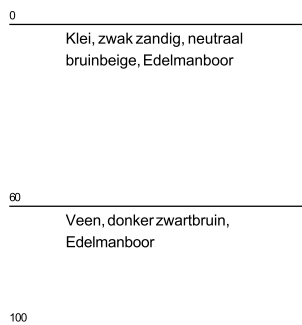 0
Klei, zwak zandig, neutraal
bruinbeige, Edelmanboor
60
Veen, donker zwartbruin,
Edelmanboor
100